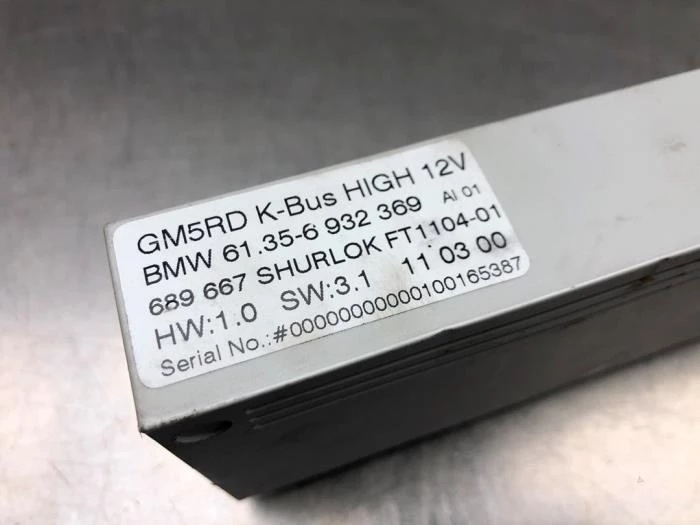 GM5RD K-Bus HIGH 12V
BMW 61.35-6 932 369 AI 01
689 667 SHURLOK FT1104-01
HW:1.0 SW:3.1 11 03 00
Serial No.:#00000000000100165387